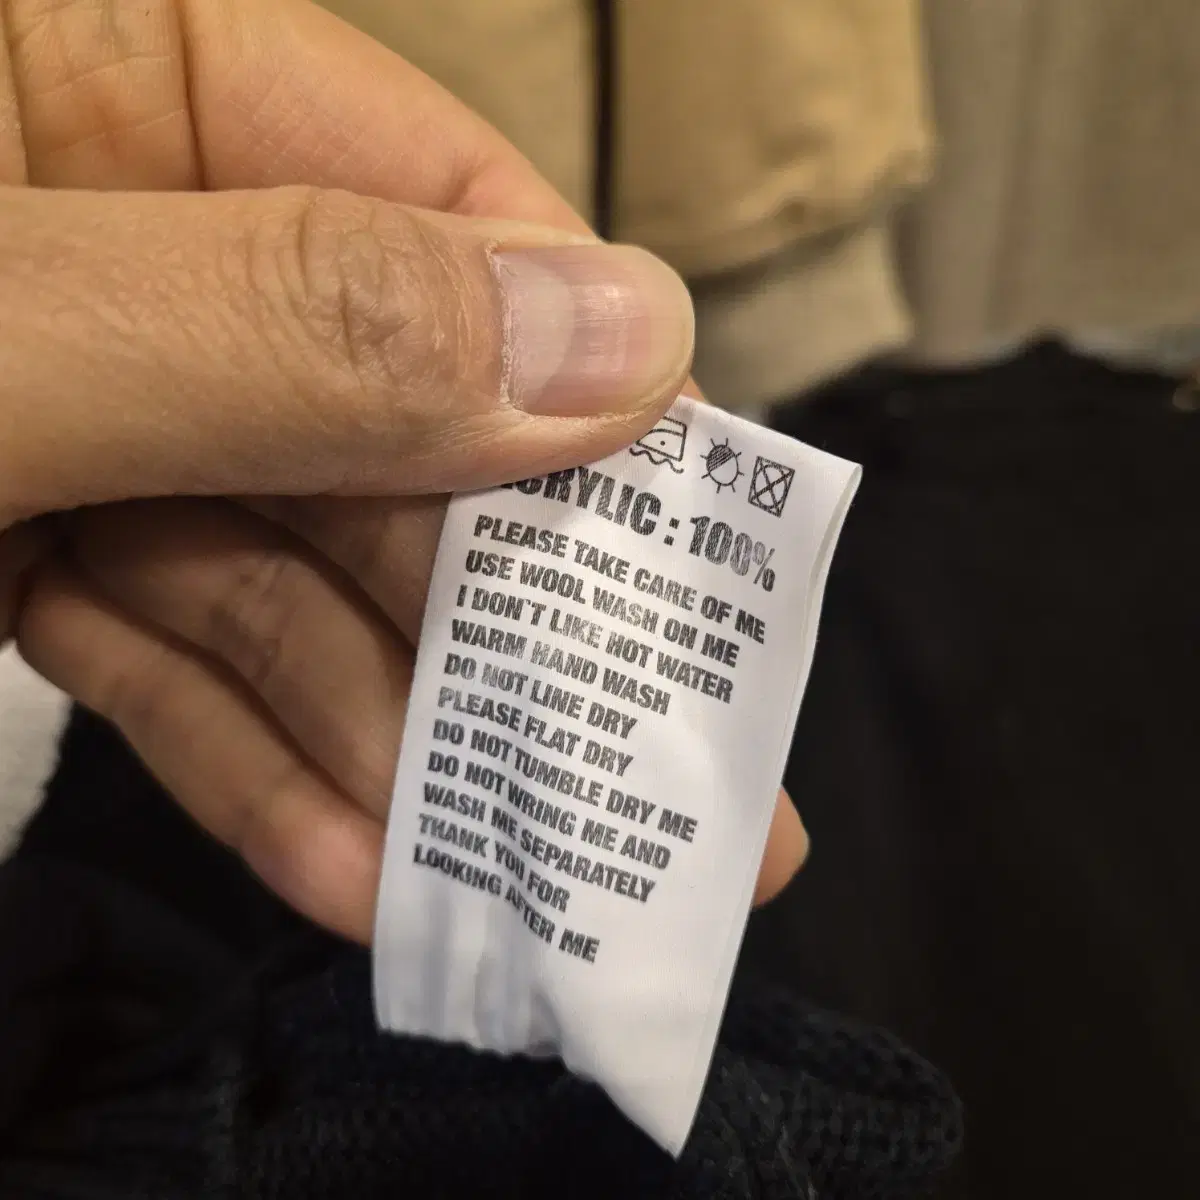 ACRYLIC : 100%
PLEASE TAKE CARE OF ME
USE WOOL WASH ON ME
I DON'T LIKE HOT WATER
WARM HAND WASH
DO NOT LINE DRY
PLEASE FLAT DRY
DO NOT TUMBLE DRY ME
DO NOT WRING ME AND
WASH ME SEPARATELY
THANK YOU FOR
LOOKING AFTER ME